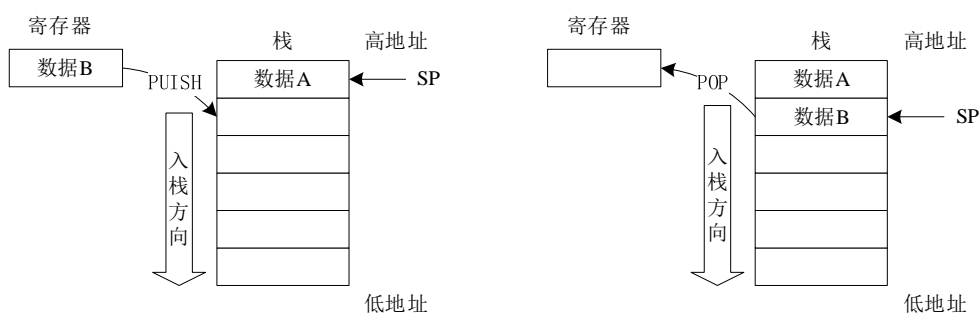 寄存器
数据B
PUISH
栈
高地址
数据A
SP
入栈方向
低地址
寄存器
POP
栈
高地址
数据A
数据B
SP
入栈方向
低地址